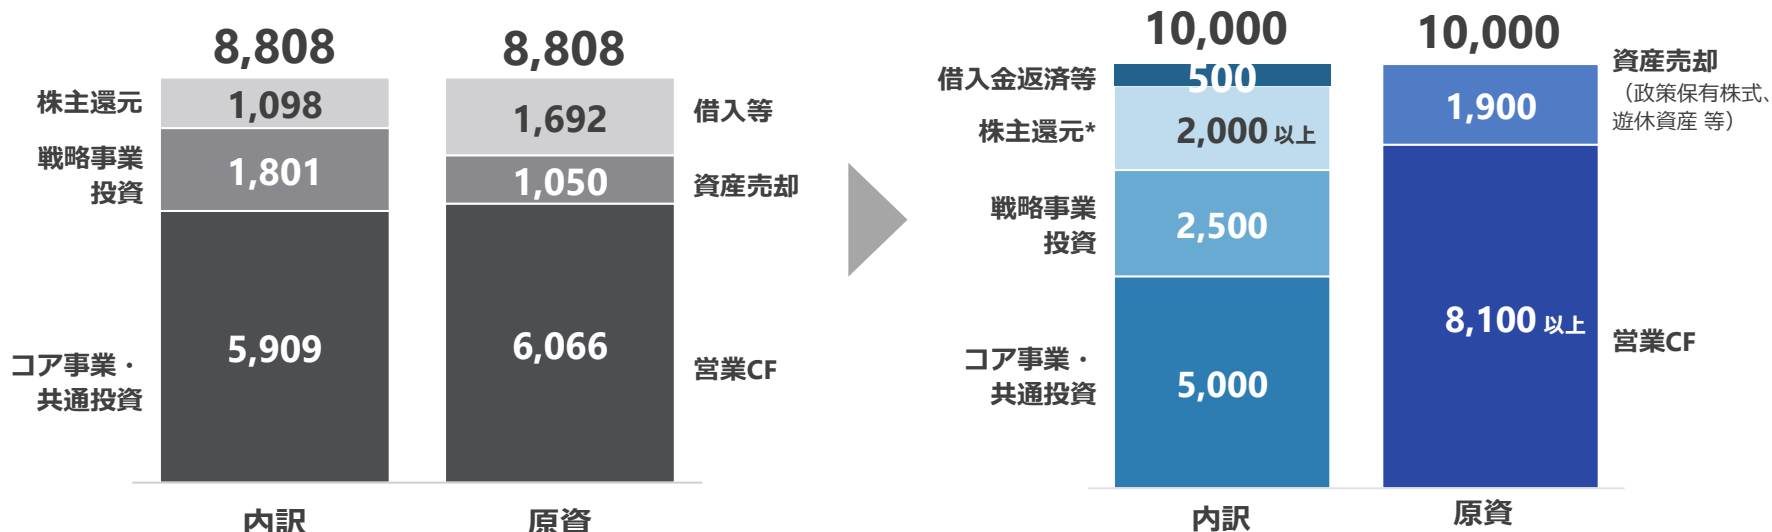 8,808
株主還元
1,098
戦略事業
投資
1,801
コア事業・
共通投資
5,909
内訳
8,808
1,692
借入等
1,050
資産売却
6,066
営業CF
原資
10,000
借入金返済等
500
株主還元*
2,000 以上
戦略事業
投資
2,500
コア事業・
共通投資
5,000
内訳
10,000
1,900
資産売却
（政策保有株式、
遊休資産 等）
8,100 以上
営業CF
原資